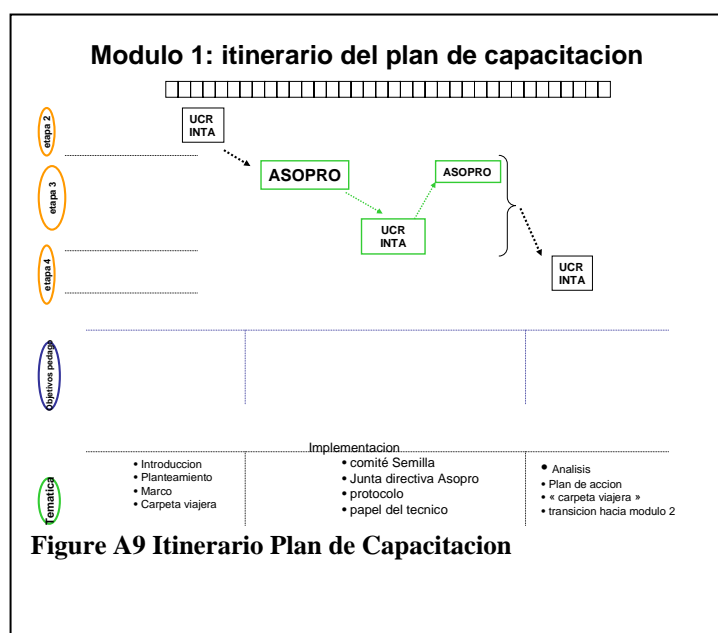 Modulo 1: itinerario del plan de capacitacion
etapa 2
UCR
INTA
etapa 3
ASOPRO
ASOPRO
UCR
INTA
etapa 4
UCR
INTA
Objetivos pedago
Tematica
• Introduccion
• Planteamiento
• Marco
• Carpeta viajera
Implementacion
• comité Semilla
• Junta directiva Asopro
• protocolo
• papel del tecnico
• Analisis
• Plan de accion
• « carpeta viajera »
• transicion hacia modulo 2
Figure A9 Itinerario Plan de Capacitacion